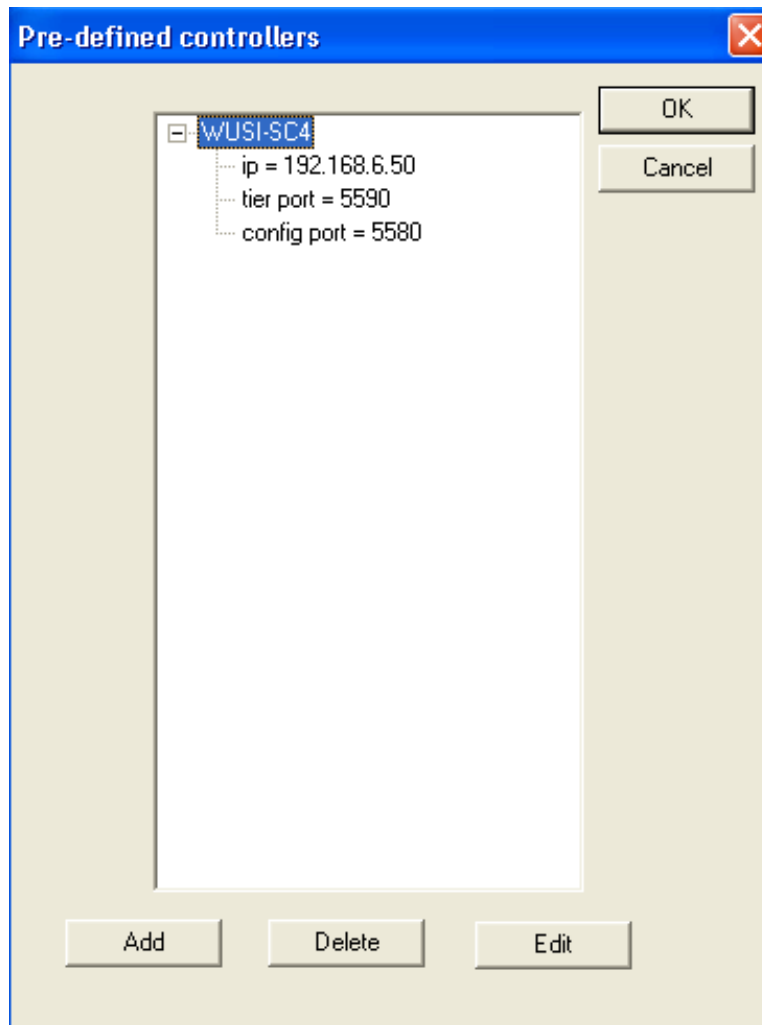 Pre-defined controllers
OK
Cancel
WUSI-SC4
ip = 192.168.6.50
tier port = 5590
config port = 5580
Add
Delete
Edit